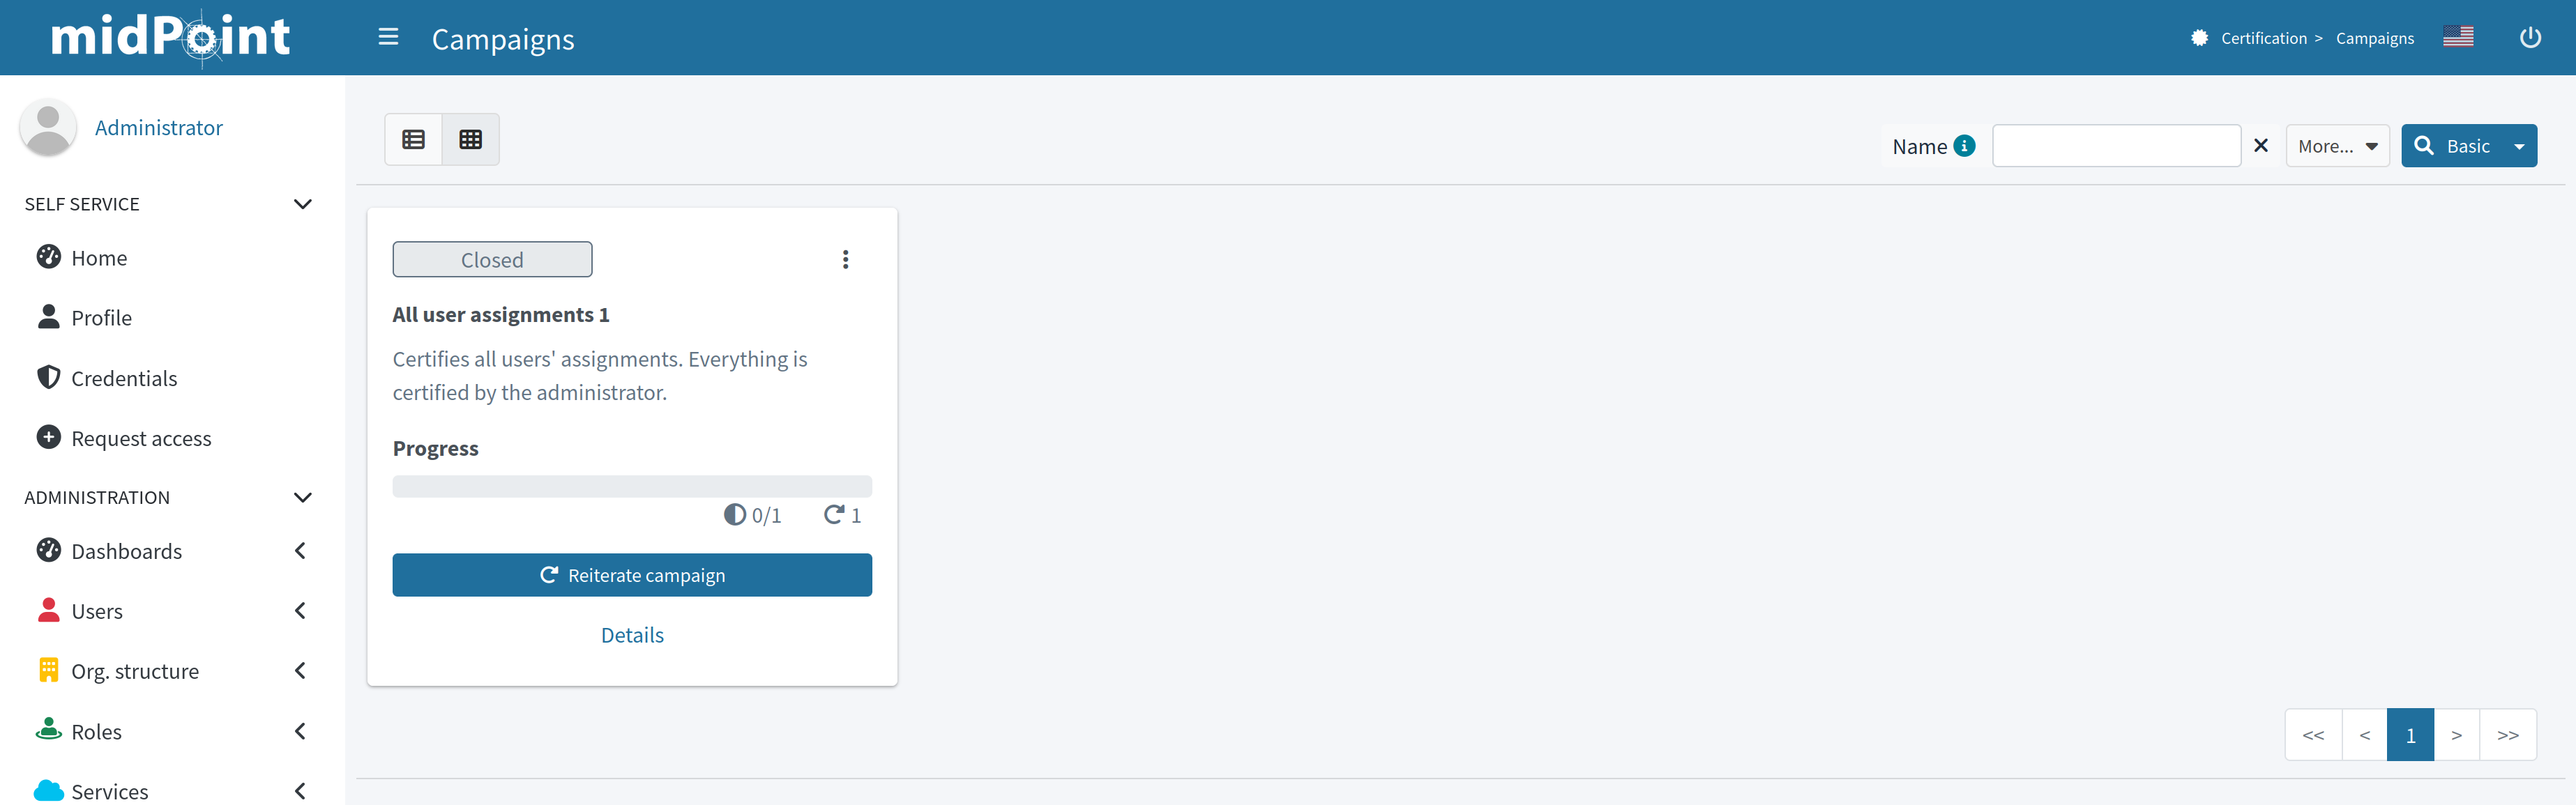 midPoint
Campaigns
Certification > Campaigns
Administrator
SELF SERVICE
Home
Profile
Credentials
Request access
ADMINISTRATION
Dashboards
Users
Org. structure
Roles
Services
Name
More...
Basic
Closed
All user assignments 1
Certifies all users' assignments. Everything is
certified by the administrator.
Progress
0/1 1
Reiterate campaign
Details
<< < 1 > >>